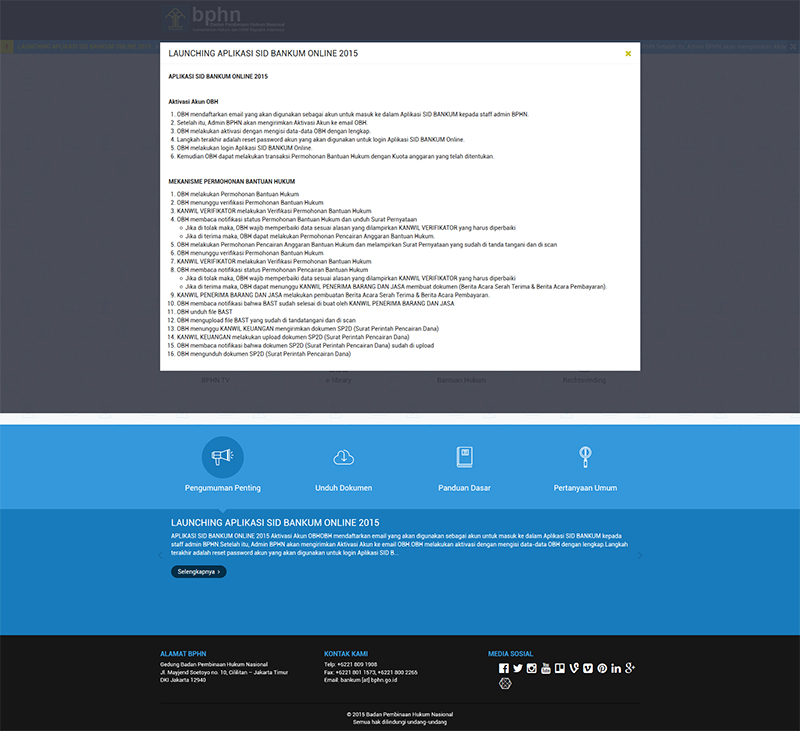 bphn
Badan Pembinaan Hukum Nasional
LAUNCHING APLIKASI SID BANKUM ONLINE 2015
LAUNCHING APLIKASI SID BANKUM ONLINE 2015
APLIKASI SID BANKUM ONLINE 2015
Aktivasi Akun OBH
1. OBH mendaftarkan email yang akan digunakan sebagai akun untuk masuk ke dalam Aplikasi SID BANKUM kepada staff admin BPHN.
2. Setelah itu, Admin BPHN akan mengirimkan Aktivasi Akun ke email OBH.
3. OBH melakukan aktivasi dengan mengisi data-data OBH dengan lengkap.
4. Langkah terakhir adalah reset password akun yang akan digunakan untuk login Aplikasi SID BANKUM Online.
5. OBH melakukan login Aplikasi SID BANKUM Online.
6. Kemudian OBH dapat melakukan transaksi Permohonan Bantuan Hukum dengan Kuota anggaran yang telah ditentukan.
MEKANISME PERMOHONAN BANTUAN HUKUM
1. OBH melakukan Permohonan Bantuan Hukum
2. OBH menunggu verifikasi Permohonan Bantuan Hukum
3. KANWIL VERIFIKATOR melakukan Verifikasi Permohonan Bantuan Hukum
4. OBH membaca notifikasi status Permohonan Bantuan Hukum dan unduh Surat Pernyataan
Jika di tolak maka, OBH wajib memperbaiki data sesuai alasan yang dilampirkan KANWIL VERIFIKATOR yang harus diperbaiki
Jika di terima maka, OBH dapat melakukan Permohonan Pencairan Anggaran Bantuan Hukum.
5. OBH melakukan Permohonan Pencairan Anggaran Bantuan Hukum dan melampirkan Surat Pernyataan yang sudah di tanda tangani dan di scan
6. OBH menunggu verifikasi Permohonan Bantuan Hukum
7. KANWIL VERIFIKATOR melakukan Verifikasi Permohonan Bantuan Hukum
8. OBH membaca notifikasi status Permohonan Pencairan Bantuan Hukum
Jika di tolak maka, OBH wajib memperbaiki data sesuai alasan yang dilampirkan KANWIL VERIFIKATOR yang harus diperbaiki
Jika di terima maka, OBH dapat menunggu KANWIL PENERIMA BARANG DAN JASA membuat dokumen (Berita Acara Serah Terima & Berita Acara Pembayaran).
9. KANWIL PENERIMA BARANG DAN JASA melakukan pembuatan Berita Acara Serah Terima & Berita Acara Pembayaran.
10. OBH membaca notifikasi bahwa BAST sudah selesai di buat oleh KANWIL PENERIMA BARANG DAN JASA
11. OBH unduh file BAST
12. OBH mengupload file BAST yang sudah di tandatangani dan di scan
13. OBH menunggu KANWIL KEUANGAN mengirimkan dokumen SP2D (Surat Perintah Pencairan Dana)
14. KANWIL KEUANGAN melakukan upload dokumen SP2D (Surat Perintah Pencairan Dana)
15. OBH membaca notifikasi bahwa dokumen SP2D (Surat Perintah Pencairan Dana) sudah di upload
16. OBH mengunduh dokumen SP2D (Surat Perintah Pencairan Dana)
BPHN TV
e-library
Bantuan Hukum
Pengumuman Penting
Unduh Dokumen
Panduan Dasar
Pertanyaan Umum
LAUNCHING APLIKASI SID BANKUM ONLINE 2015
APLIKASI SID BANKUM ONLINE 2015 Aktivasi Akun OBHOBH mendaftarkan email yang akan digunakan sebagai akun untuk masuk ke dalam Aplikasi SID BANKUM kepada
staff admin BPHN.Setelah itu, Admin BPHN akan mengirimkan Aktivasi Akun ke email OBH.OBH melakukan aktivasi dengan mengisi data-data OBH dengan lengkap.Langkah
terakhir adalah reset password akun yang akan digunakan untuk login Aplikasi SID B...
Selengkapnya
ALAMAT BPHN
Gedung Badan Pembinaan Hukum Nasional
Jl. Mayjend Soetoyo no. 10, Cililitan – Jakarta Timur
DKI Jakarta 12940
KONTAK KAMI
Telp: +6221 809 1908
Fax: +6221 801 1573, +6221 800 2265
Email: bankum [at] bphn.go.id
MEDIA SOSIAL
© 2015 Badan Pembinaan Hukum Nasional
Semua hak dilindungi undang-undang